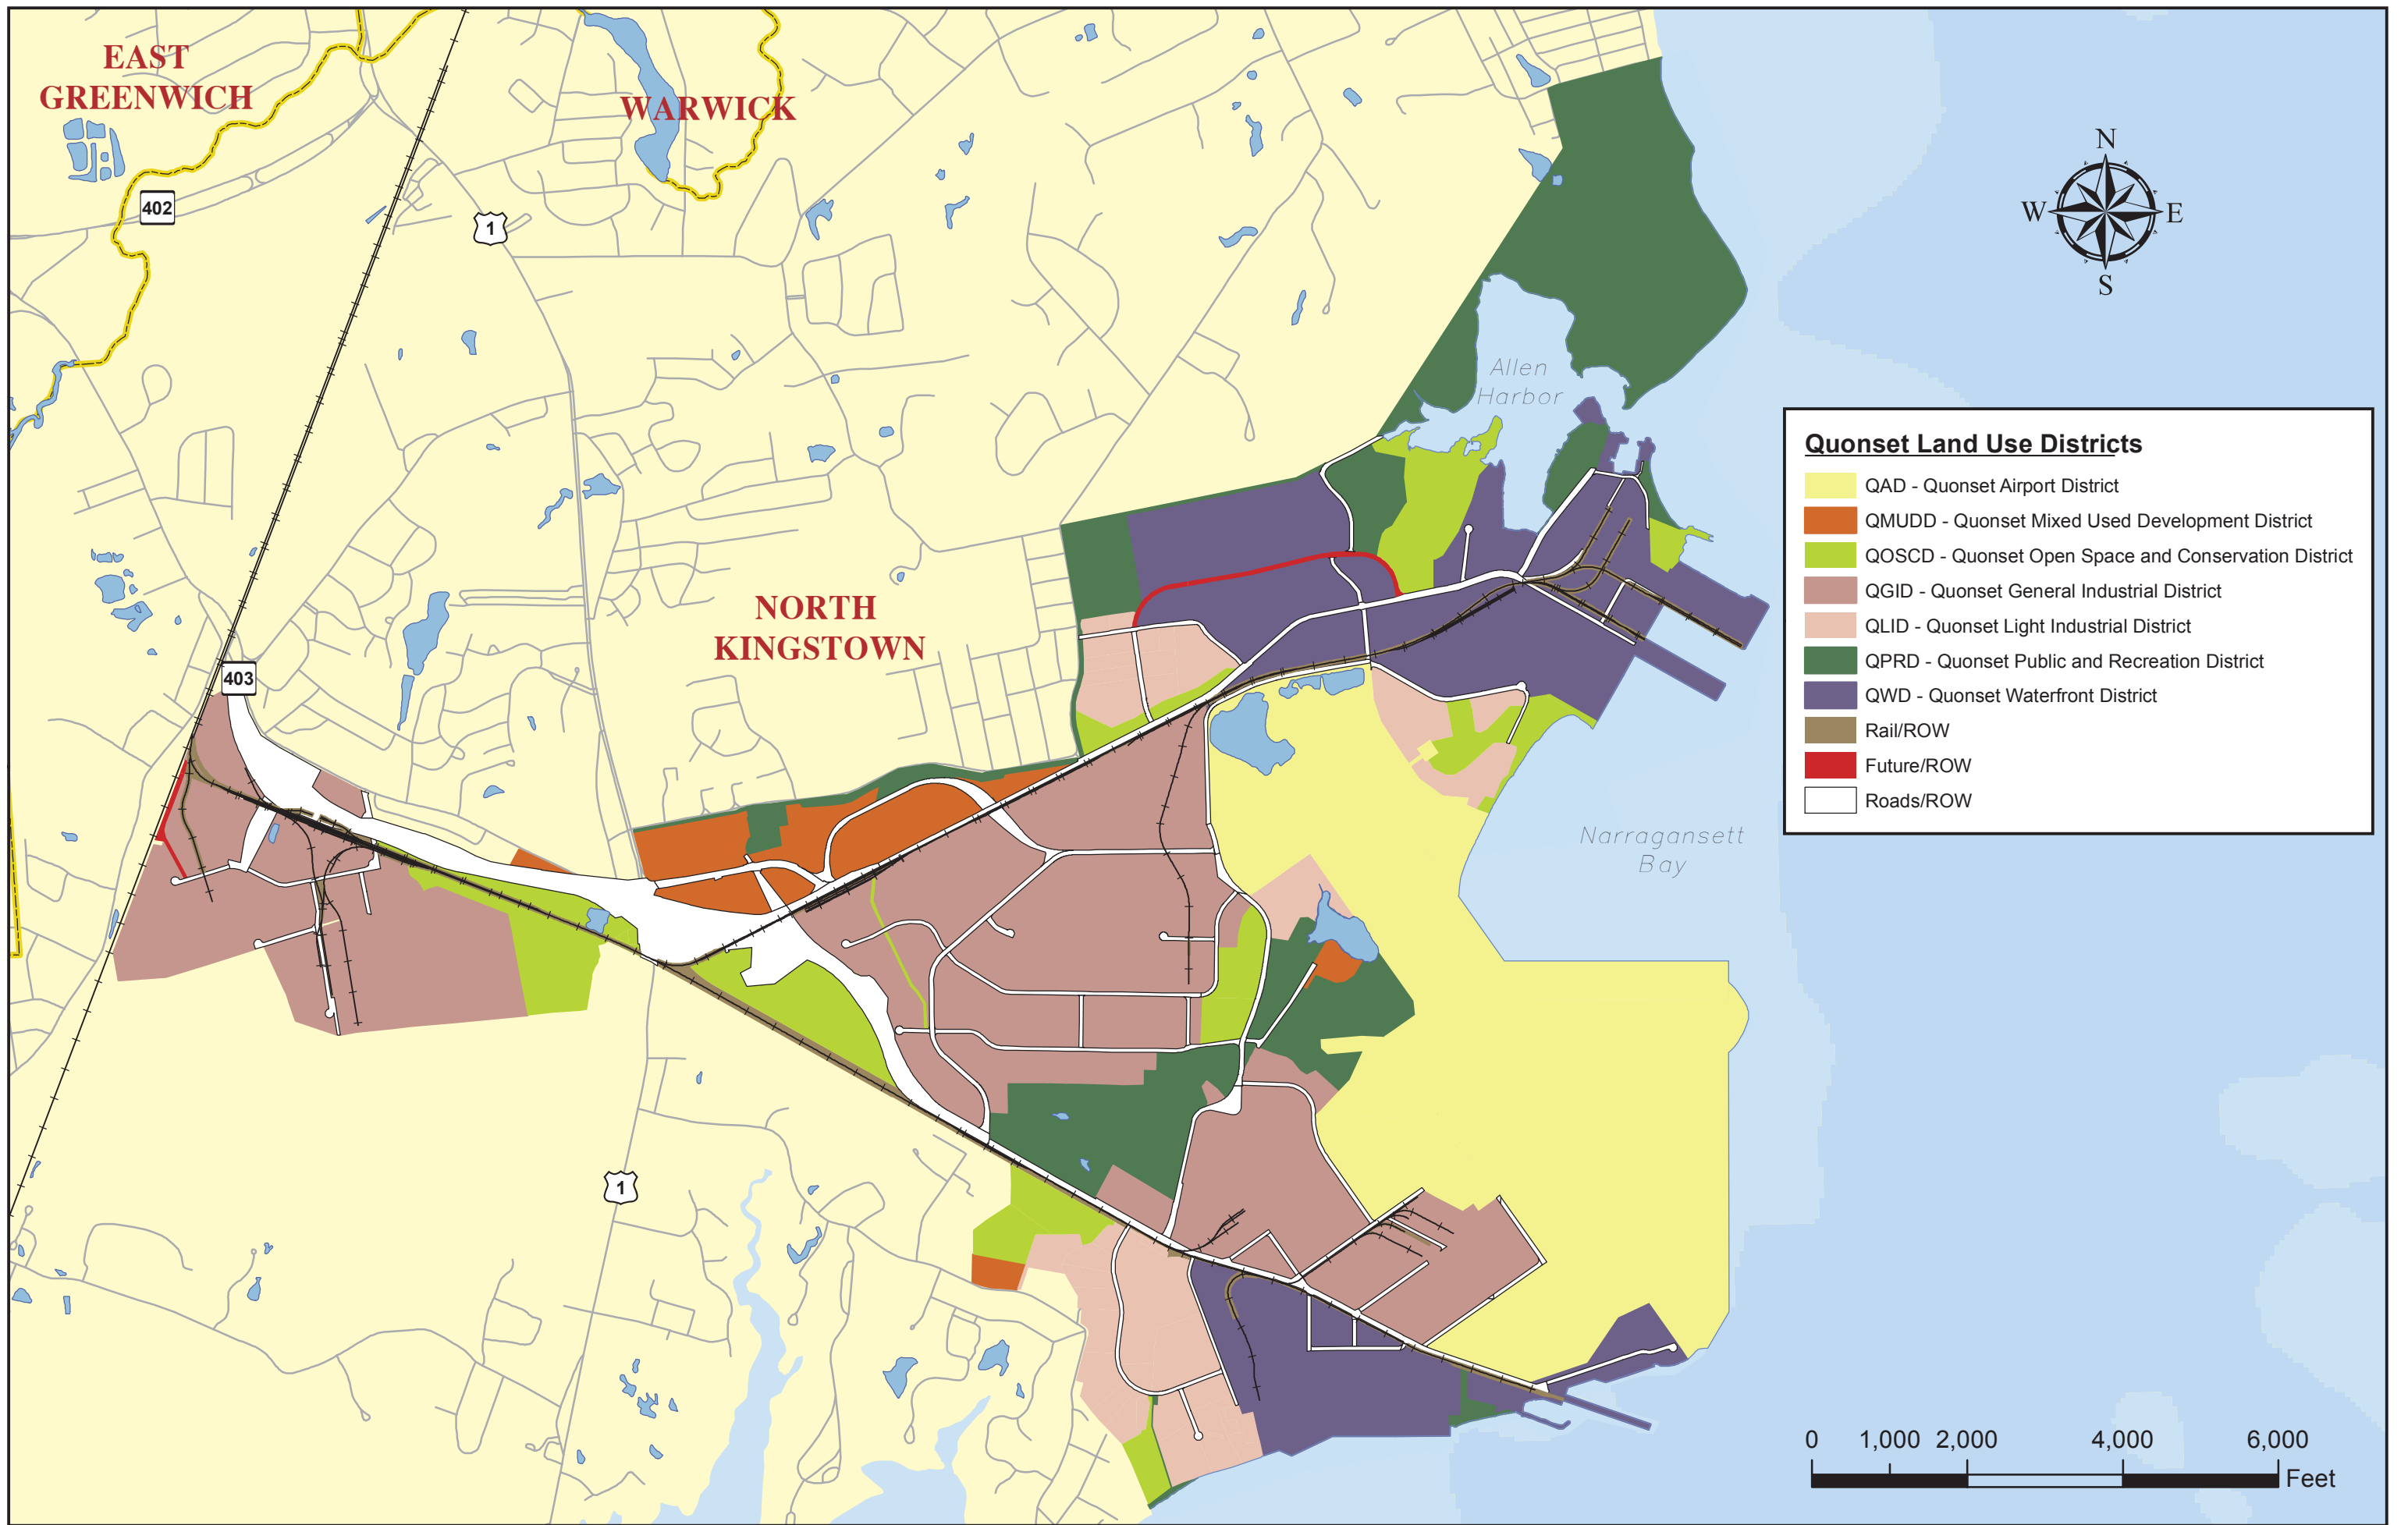 EAST
GREENWICH
WARWICK
402
1
N
W E
S
Allen
Harbor
Quonset Land Use Districts
QAD - Quonset Airport District
QMUDD - Quonset Mixed Used Development District
QOSCD - Quonset Open Space and Conservation District
QGID - Quonset General Industrial District
QLID - Quonset Light Industrial District
QPRD - Quonset Public and Recreation District
QWD - Quonset Waterfront District
Rail/ROW
Future/ROW
Roads/ROW
NORTH
KINGSTOWN
403
Narragansett
Bay
1
0 1,000 2,000 4,000 6,000
Feet